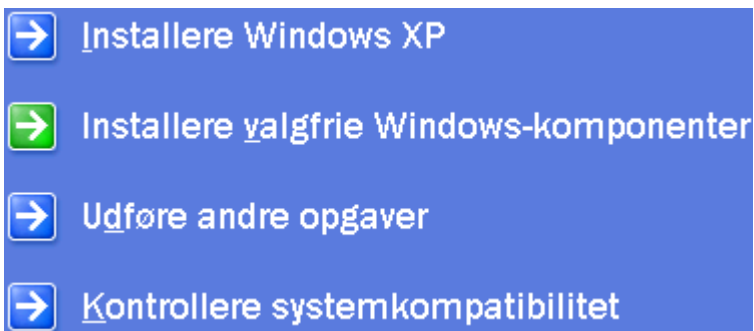 Installere Windows XP
Installere valgfrie Windows-komponenter
Udføre andre opgaver
Kontrollere systemkompatibilitet